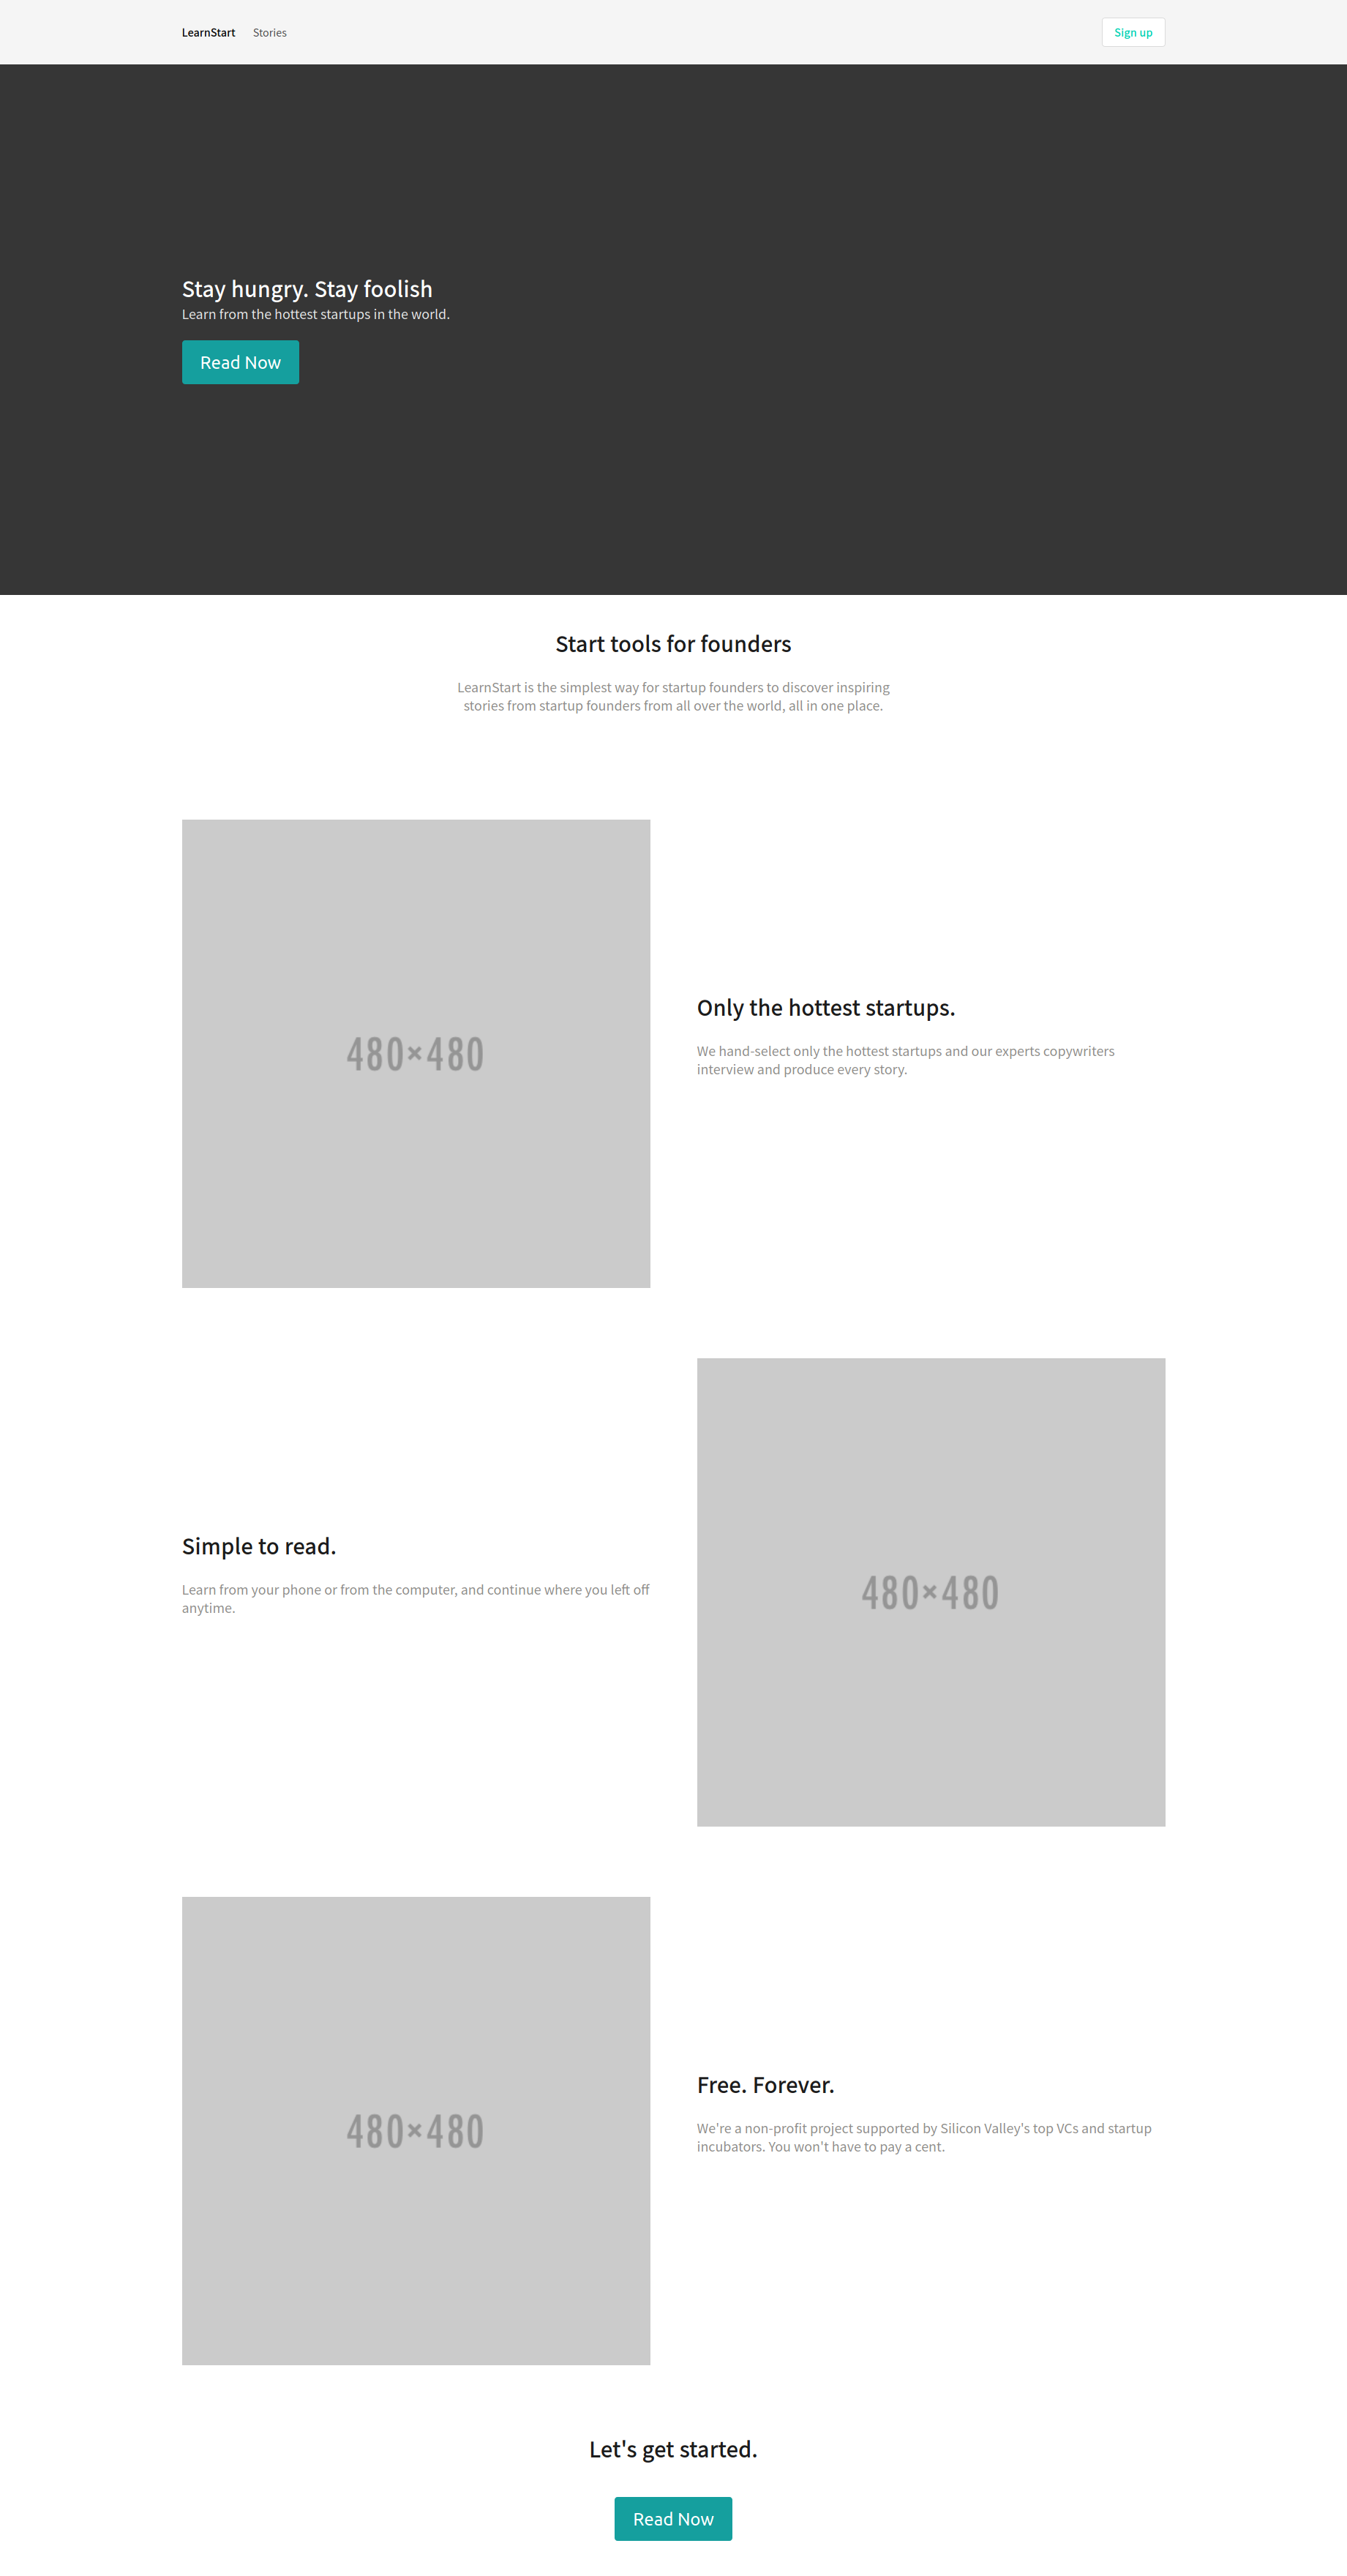 LearnStart Stories Sign up
Stay hungry. Stay foolish
Learn from the hottest startups in the world.
Read Now
Start tools for founders
LearnStart is the simplest way for startup founders to discover inspiring
stories from startup founders from all over the world, all in one place.
480×480
Only the hottest startups.
We hand-select only the hottest startups and our experts copywriters
interview and produce every story.
Simple to read.
Learn from your phone or from the computer, and continue where you left off
anytime.
480×480
480×480
Free. Forever.
We're a non-profit project supported by Silicon Valley's top VCs and startup
incubators. You won't have to pay a cent.
Let's get started.
Read Now